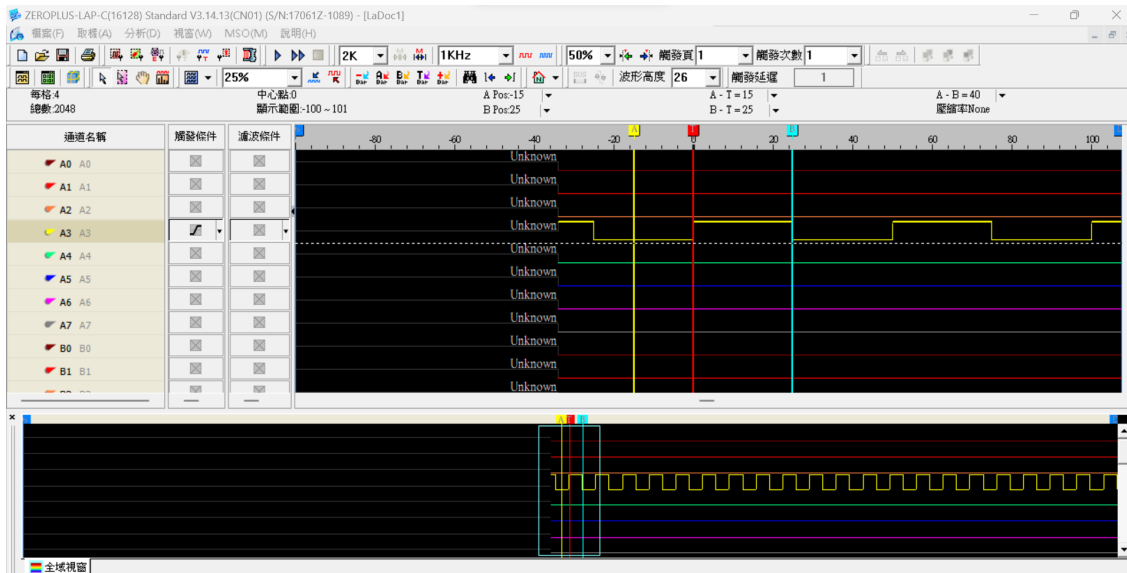 ZEROPLUS-LAP-C(16128) Standard V3.14.13(CN01) (S/N:17061Z-1089) - [LaDoc1]
檔案(F) 取樣(A) 分析(D) 視窗(W) MSO(M) 說明(H)
2K 1KHz 50% 觸發頁 1 觸發次數 1
25% Bar Bar Bar Bar Bar 波形高度 26 觸發延遲 1
每格:4 中心點:0 A Pos:-15 A - T = 15 A - B = 40
總數:2048 顯示範圍:-100 ~ 101 B Pos:25 B - T = 25 壓縮率None
通道名稱 觸發條件 濾波條件 -80 -60 -40 -20 A T 0 B 20 40 60 80 100
A0 A0 Unknown
A1 A1 Unknown
A2 A2 Unknown
A3 A3 Unknown
A4 A4 Unknown
A5 A5 Unknown
A6 A6 Unknown
A7 A7 Unknown
B0 B0 Unknown
B1 B1 Unknown
Unknown
A T B
全域視窗